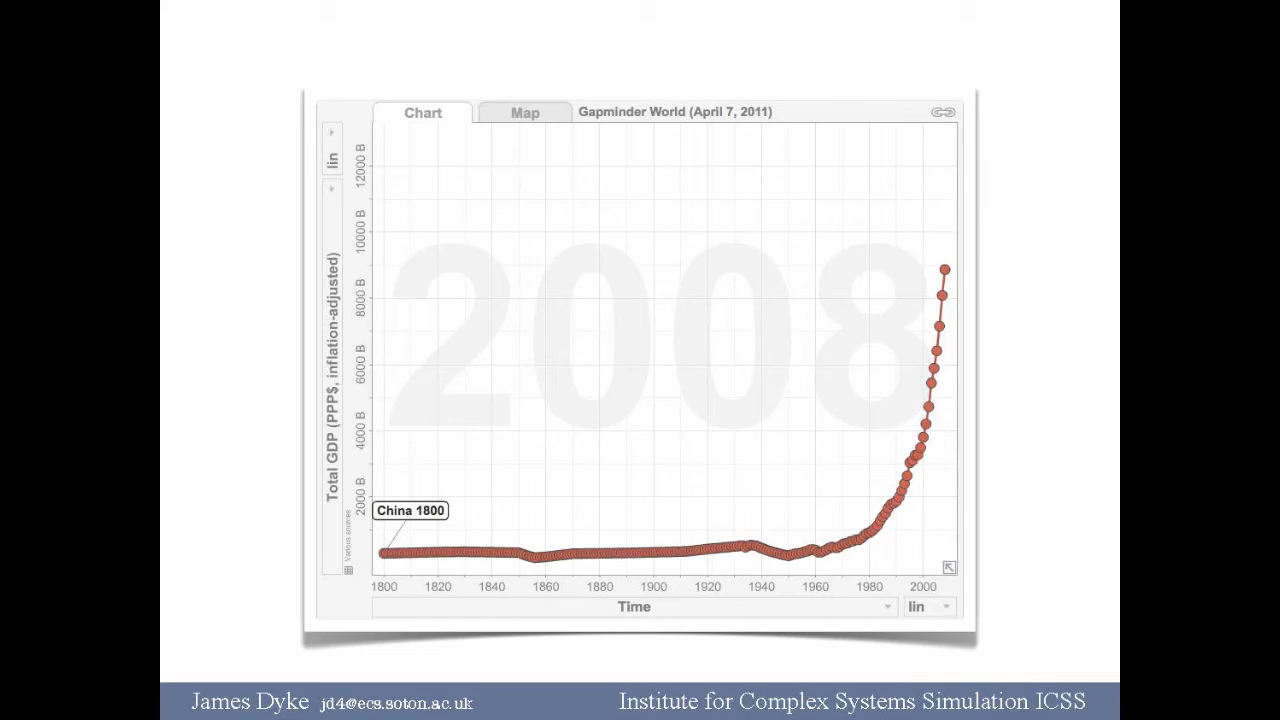 Chart
Map
Gapminder World (April 7, 2011)
lin
Total GDP (PPP$, inflation-adjusted)
Various sources
12000 B
10000 B
8000 B
6000 B
4000 B
2000 B
2008
China 1800
1800 1820 1840 1860 1880 1900 1920 1940 1960 1980 2000
Time
lin
James Dyke jd4@ecs.soton.ac.uk
Institute for Complex Systems Simulation ICSS